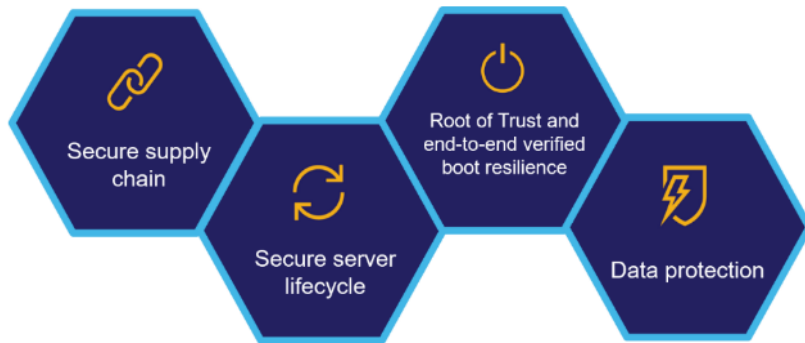 Secure supply
chain
Secure server
lifecycle
Root of Trust and
end-to-end verified
boot resilience
Data protection